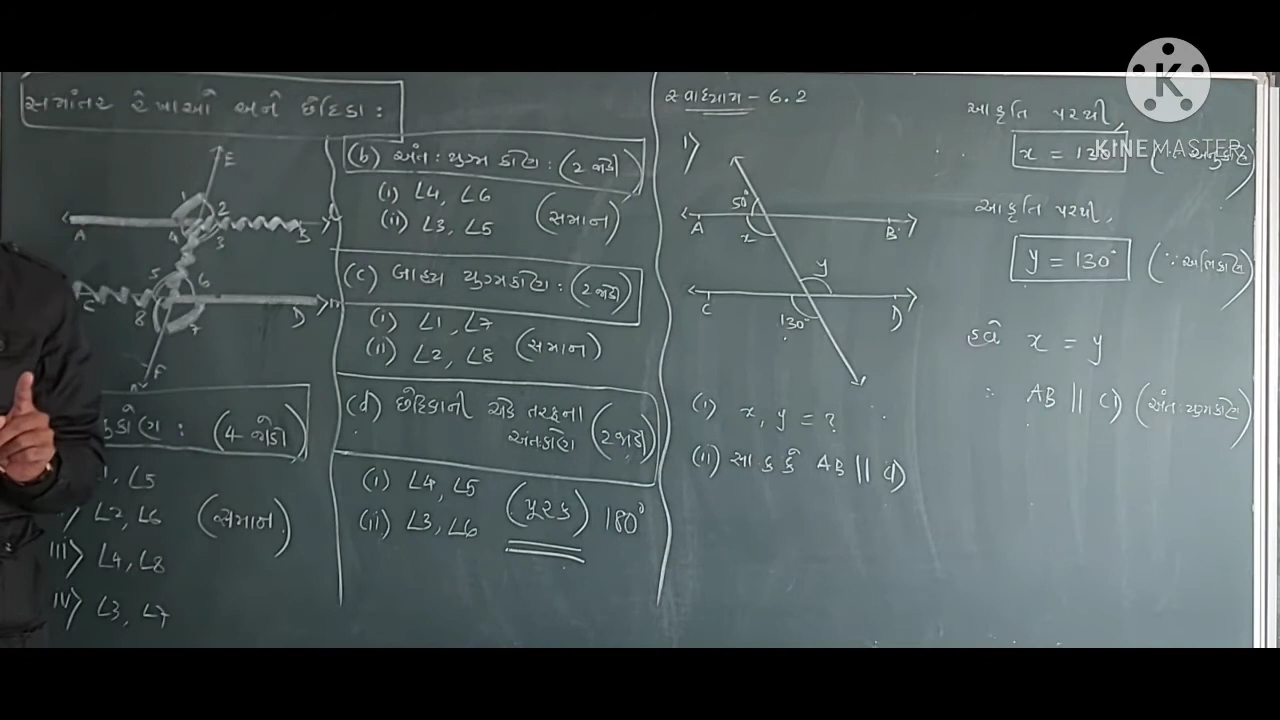 સમાંતર રેખાઓ અને છેદિકા :
E
1
2
A
4
3
B
5
6
C
8
7
D
F
(4 જોડી)
1, ∠5
∠2, ∠6
(સમાન)
III) ∠4, ∠8
IV) ∠3, ∠7
(b) અંત: યુગ્મકોણ : (2 જોડી)
(i) ∠4, ∠6
(ii) ∠3, ∠5
(સમાન)
(c) બાહ્ય યુગ્મકોણ : (2 જોડી)
(i) ∠1, ∠7
(ii) ∠2, ∠8
(સમાન)
(d) છેદિકાની એક તરફના
અંતઃકોણ (2 જોડી)
(i) ∠4, ∠5
(ii) ∠3, ∠6
(પૂરક) 180°
સ્વાધ્યાય - 6.2
1)
50°
A
x
B
y
C
130°
D
(i) x, y = ?
(ii) સા.ક.કે AB || CD
આકૃતિ પરથી,
x = 130°
આકૃતિ પરથી,
y = 130° (∵ અભિકોણ)
હવે x = y
∴ AB || CD (અંત: યુગ્મકોણ)
K
KINEMASTER